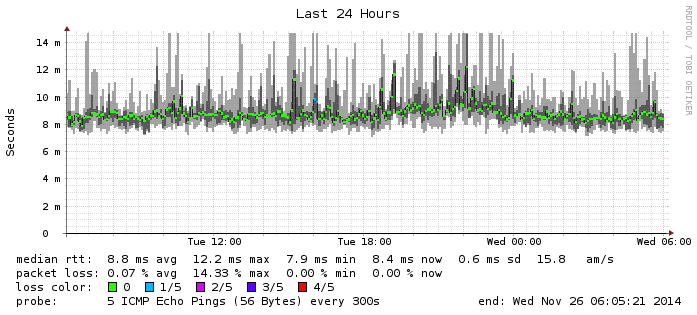 Last 24 Hours
RRDTOOL / TOBI OETIKER
Seconds
14 m
12 m
10 m
8 m
6 m
4 m
2 m
0
Tue 12:00 Tue 18:00 Wed 00:00 Wed 06:00
median rtt: 8.8 ms avg 12.2 ms max 7.9 ms min 8.4 ms now 0.6 ms sd 15.8 am/s
packet loss: 0.07 % avg 14.33 % max 0.00 % min 0.00 % now
loss color: 0 1/5 2/5 3/5 4/5
probe: 5 ICMP Echo Pings (56 Bytes) every 300s end: Wed Nov 26 06:05:21 2014